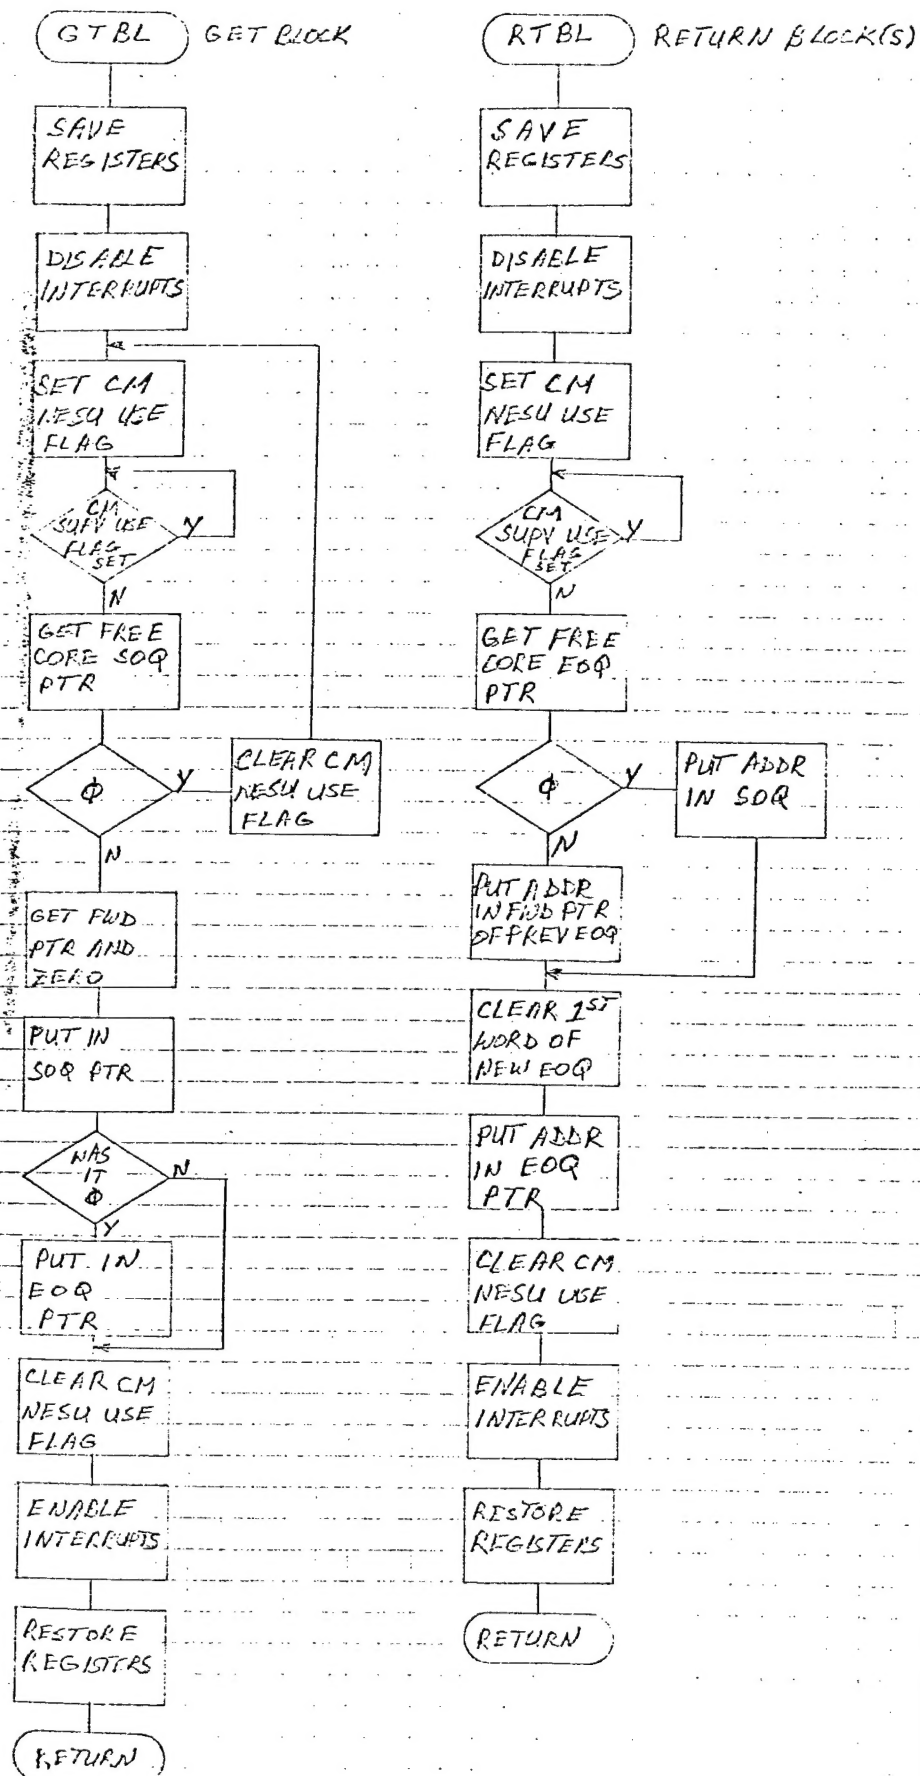 GTBL
GET BLOCK
SAVE
REGISTERS
DISABLE
INTERRUPTS
SET CM
NESU USE
FLAG
CM
SUPV USE
FLAG
SET
Y
N
GET FREE
CORE SOQ
PTR
Φ
Y
CLEAR CM
NESU USE
FLAG
N
GET FWD
PTR AND
ZERO
PUT IN
SOQ PTR
WAS
IT
Φ
N
Y
PUT IN
EOQ
PTR
CLEAR CM
NESU USE
FLAG
ENABLE
INTERRUPTS
RESTORE
REGISTERS
RETURN
RTBL
RETURN BLOCK(S)
SAVE
REGISTERS
DISABLE
INTERRUPTS
SET CM
NESU USE
FLAG
CM
SUPV USE
FLAG
SET
Y
N
GET FREE
CORE EOQ
PTR
Φ
Y
PUT ADDR
IN SOQ
N
PUT ADDR
IN FWD PTR
OF PREV EOQ
CLEAR 1ST
WORD OF
NEW EOQ
PUT ADDR
IN EOQ
PTR
CLEAR CM
NESU USE
FLAG
ENABLE
INTERRUPTS
RESTORE
REGISTERS
RETURN